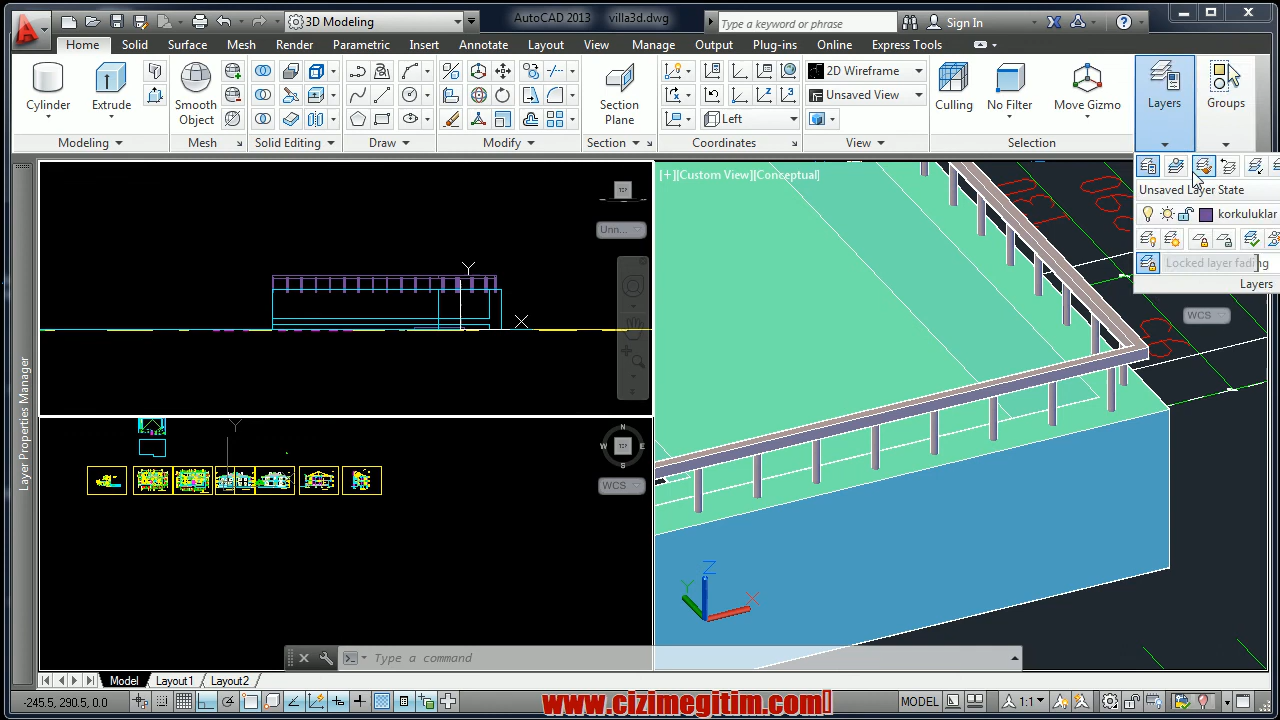 3D Modeling
AutoCAD 2013 villa3d.dwg
Type a keyword or phrase
Sign In
Home Solid Surface Mesh Render Parametric Insert Annotate Layout View Manage Output Plug-ins Online Express Tools
Cylinder
Extrude
Smooth
Object
Section
Plane
2D Wireframe
Unsaved View
Left
Culling
No Filter
Move Gizmo
Layers
Groups
Modeling
Mesh
Solid Editing
Draw
Modify
Section
Coordinates
View
Selection
[+][Custom View][Conceptual]
Unsaved Layer State
korkuluklar
Locked layer fading
Layers
TOP
Unn...
Y
X
WCS
Layer Properties Manager
Y
N
W
TOP
E
S
WCS
Z
Y
X
Type a command
Model Layout1 Layout2
-245.5, 290.5, 0.0
www.cizimegitim.com
MODEL
1:1